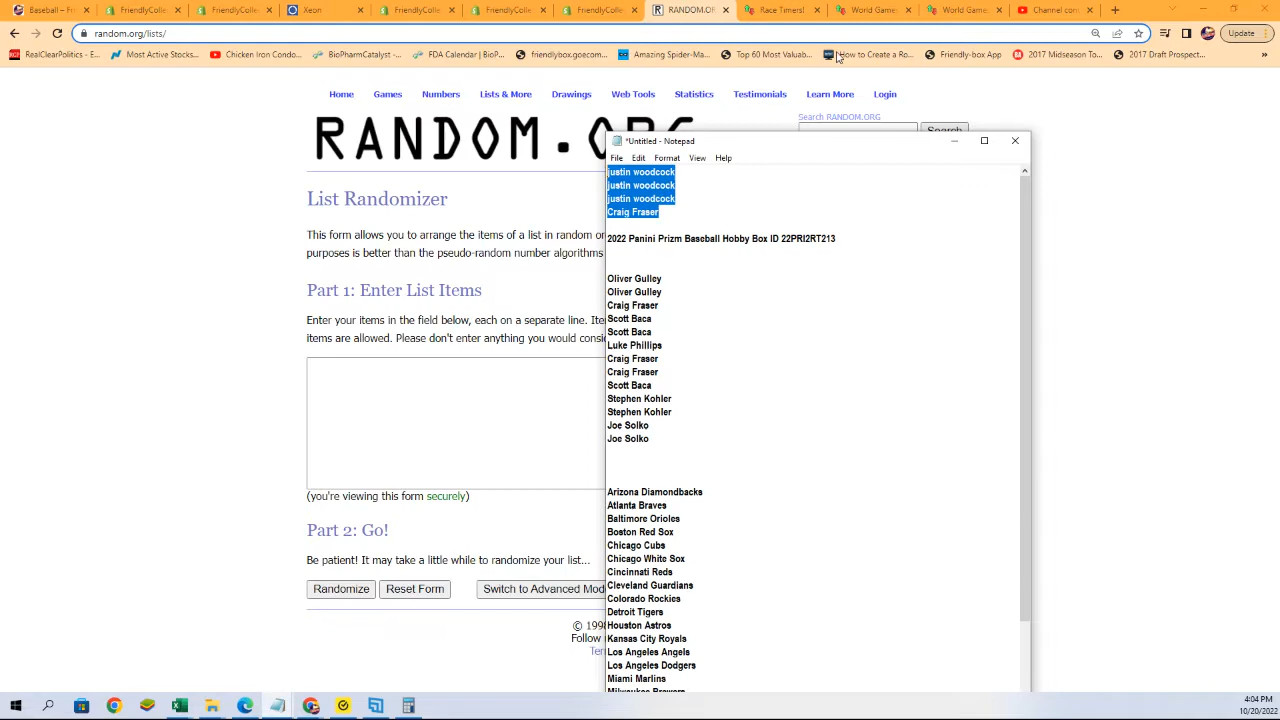 Baseball – Fri
FriendlyColle
FriendlyColle
Xeon
FriendlyColle
FriendlyColle
FriendlyColle
RANDOM.OR
Race Timers!
World Game
World Game
Channel con
Update
random.org/lists/
RealClearPolitics - E...
Most Active Stocks...
Chicken Iron Condo...
BioPharmCatalyst -...
FDA Calendar | BioP...
friendlybox.goecom...
Amazing Spider-Ma...
Top 60 Most Valuab...
How to Create a Ro...
Friendly-box App
2017 Midseason To...
2017 Draft Prospect...
»
Home
Games
Numbers
Lists & More
Drawings
Web Tools
Statistics
Testimonials
Learn More
Login
Search RANDOM.ORG
Search
RANDOM.ORG
List Randomizer
This form allows you to arrange the items of a list in random or
purposes is better than the pseudo-random number algorithms
Part 1: Enter List Items
Enter your items in the field below, each on a separate line. Ite
items are allowed. Please don't enter anything you would consi
(you're viewing this form securely)
Part 2: Go!
Be patient! It may take a little while to randomize your list...
Randomize
Reset Form
Switch to Advanced Mod
© 1998
Follow
Ter
*Untitled - Notepad
File
Edit
Format
View
Help
justin woodcock
justin woodcock
justin woodcock
Craig Fraser
2022 Panini Prizm Baseball Hobby Box ID 22PRI2RT213
Oliver Gulley
Oliver Gulley
Craig Fraser
Scott Baca
Scott Baca
Luke Phillips
Craig Fraser
Craig Fraser
Scott Baca
Stephen Kohler
Stephen Kohler
Joe Solko
Joe Solko
Arizona Diamondbacks
Atlanta Braves
Baltimore Orioles
Boston Red Sox
Chicago Cubs
Chicago White Sox
Cincinnati Reds
Cleveland Guardians
Colorado Rockies
Detroit Tigers
Houston Astros
Kansas City Royals
Los Angeles Angels
Los Angeles Dodgers
Miami Marlins
Milwaukee Brewers
4:04 PM
10/20/2022